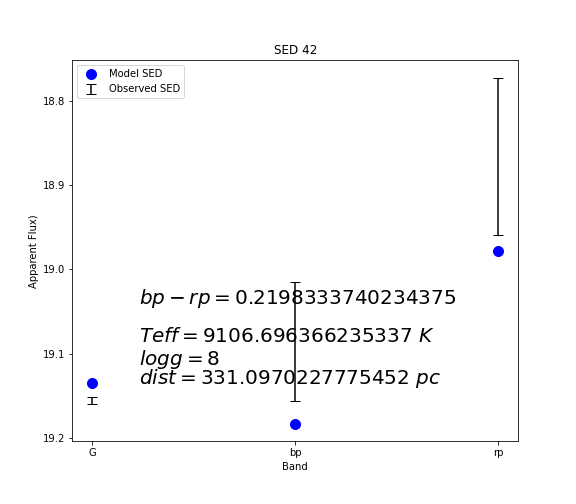 SED 42
Model SED
Observed SED
18.8
18.9
19.0
19.1
19.2
Apparent Flux)
bp − rp = 0.2198333740234375
Teff = 9106.696366235337 K
logg = 8
dist = 331.0970227775452 pc
G
bp
rp
Band